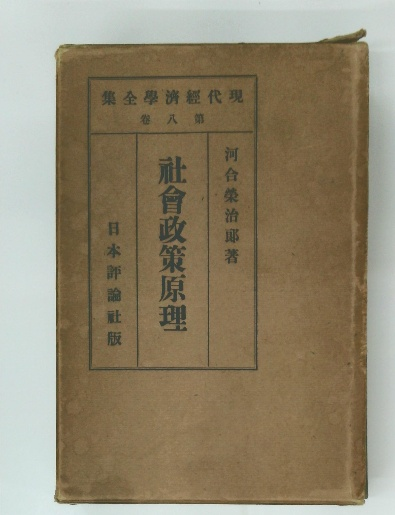 現代經濟學全集
第八卷
河合榮治郎著
社會政策原理
日本評論社版